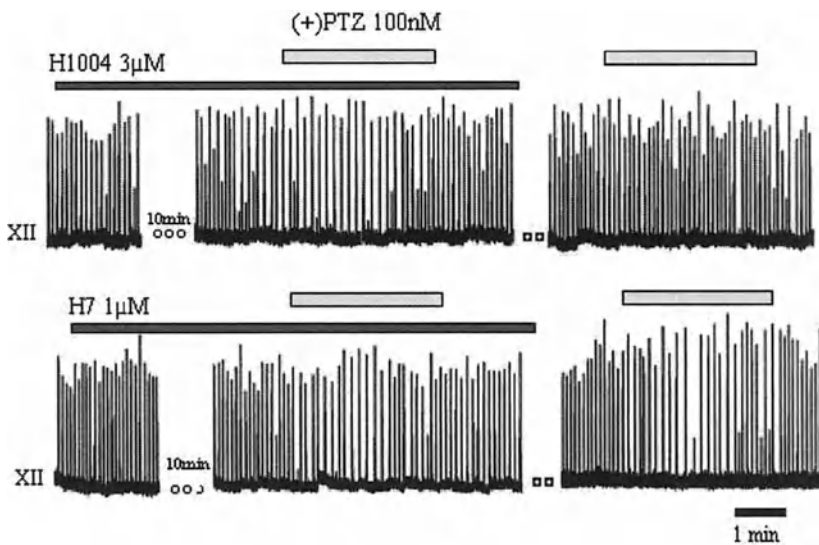 (+)PTZ 100nM
H1004 3µM
10min
XII
H7 1µM
10min
XII
1 min